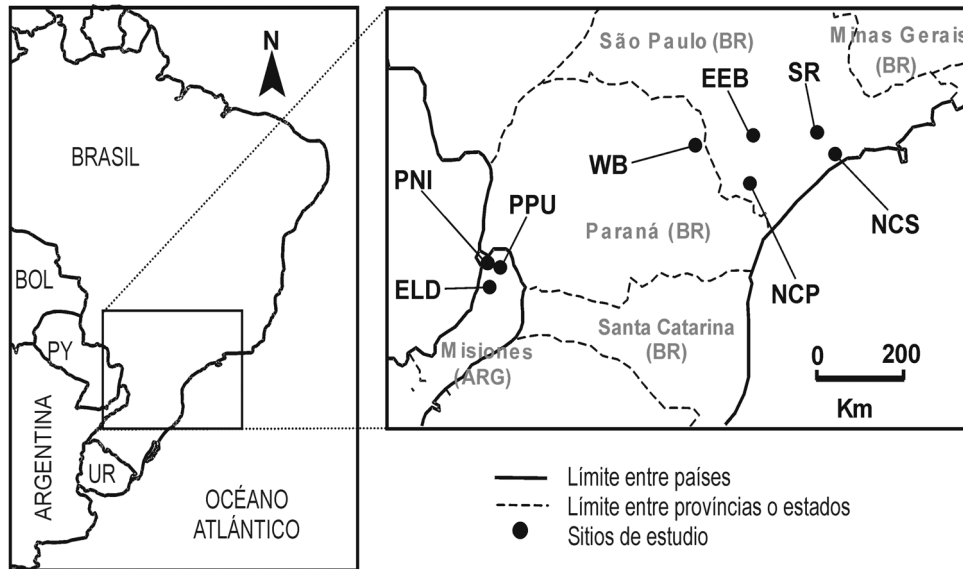 N
BRASIL
BOL
PY
ARGENTINA
UR
OCÉANO
ATLÁNTICO
São Paulo (BR)
Minas Gerais
(BR)
EEB
SR
WB
PNI
PPU
NCS
Paraná (BR)
ELD
NCP
Santa Catarina
(BR)
Misiones
(ARG)
0 200
Km
Límite entre países
Límite entre províncias o estados
Sitios de estudio